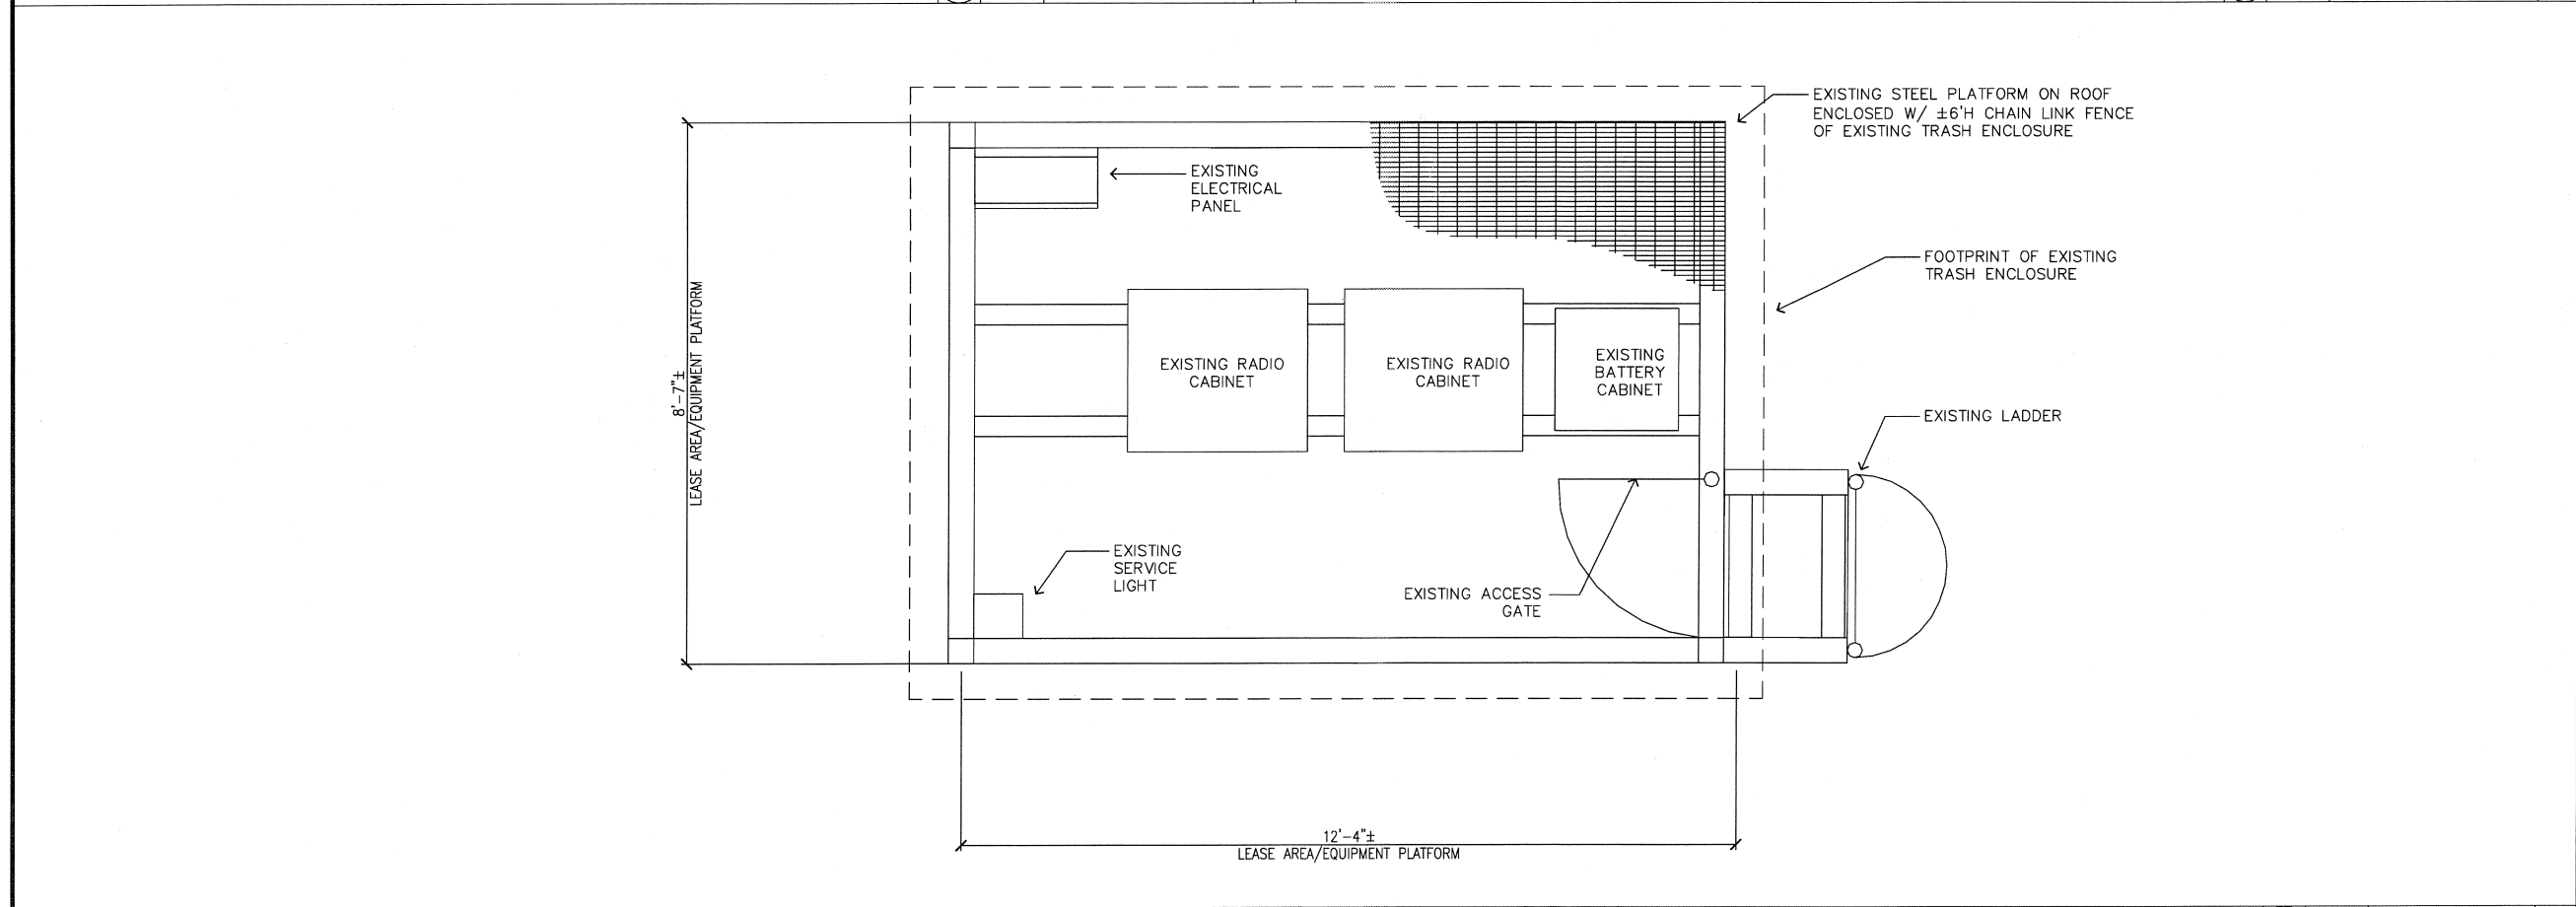 EXISTING STEEL PLATFORM ON ROOF
ENCLOSED W/ ±6'H CHAIN LINK FENCE
OF EXISTING TRASH ENCLOSURE
EXISTING
ELECTRICAL
PANEL
FOOTPRINT OF EXISTING
TRASH ENCLOSURE
8'-7"±
LEASE AREA/EQUIPMENT PLATFORM
EXISTING RADIO
CABINET
EXISTING RADIO
CABINET
EXISTING
BATTERY
CABINET
EXISTING LADDER
EXISTING
SERVICE
LIGHT
EXISTING ACCESS
GATE
12'-4"±
LEASE AREA/EQUIPMENT PLATFORM